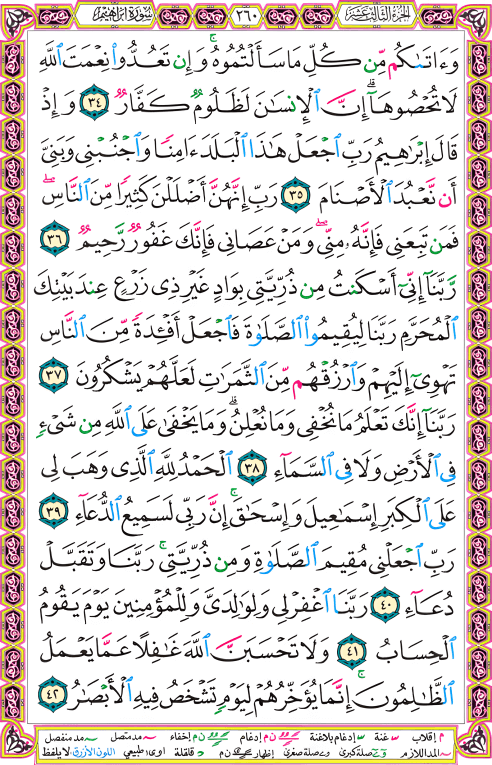 الجزء الثالث عشر ٢٦٠ سورة إبراهيم
وَءَاتَىٰكُم مِّن كُلِّ مَا سَأَلْتُمُوهُ ۚ وَإِن تَعُدُّوا۟ نِعْمَتَ ٱللَّهِ
لَا تُحْصُوهَآ ۗ إِنَّ ٱلْإِنسَٰنَ لَظَلُومٌ كَفَّارٌ ٣٤ وَإِذْ
قَالَ إِبْرَٰهِيمُ رَبِّ ٱجْعَلْ هَٰذَا ٱلْبَلَدَ ءَامِنًا وَٱجْنُبْنِى وَبَنِىَّ
أَن نَّعْبُدَ ٱلْأَصْنَامَ ٣٥ رَبِّ إِنَّهُنَّ أَضْلَلْنَ كَثِيرًا مِّنَ ٱلنَّاسِ ۖ
فَمَن تَبِعَنِى فَإِنَّهُۥ مِنِّى ۖ وَمَنْ عَصَانِى فَإِنَّكَ غَفُورٌ رَّحِيمٌ ٣٦
رَّبَّنَآ إِنِّىٓ أَسْكَنتُ مِن ذُرِّيَّتِى بِوَادٍ غَيْرِ ذِى زَرْعٍ عِندَ بَيْتِكَ
ٱلْمُحَرَّمِ رَبَّنَا لِيُقِيمُوا۟ ٱلصَّلَوٰةَ فَٱجْعَلْ أَفْـِٔدَةً مِّنَ ٱلنَّاسِ
تَهْوِىٓ إِلَيْهِمْ وَٱرْزُقْهُم مِّنَ ٱلثَّمَرَٰتِ لَعَلَّهُمْ يَشْكُرُونَ ٣٧
رَبَّنَآ إِنَّكَ تَعْلَمُ مَا نُخْفِى وَمَا نُعْلِنُ ۗ وَمَا يَخْفَىٰ عَلَى ٱللَّهِ مِن شَىْءٍ
فِى ٱلْأَرْضِ وَلَا فِى ٱلسَّمَآءِ ٣٨ ٱلْحَمْدُ لِلَّهِ ٱلَّذِى وَهَبَ لِى
عَلَى ٱلْكِبَرِ إِسْمَٰعِيلَ وَإِسْحَٰقَ ۚ إِنَّ رَبِّى لَسَمِيعُ ٱلدُّعَآءِ ٣٩
رَبِّ ٱجْعَلْنِى مُقِيمَ ٱلصَّلَوٰةِ وَمِن ذُرِّيَّتِى ۚ رَبَّنَا وَتَقَبَّلْ
دُعَآءِ ٤٠ رَبَّنَا ٱغْفِرْ لِى وَلِوَٰلِدَىَّ وَلِلْمُؤْمِنِينَ يَوْمَ يَقُومُ
ٱلْحِسَابُ ٤١ وَلَا تَحْسَبَنَّ ٱللَّهَ غَٰفِلًا عَمَّا يَعْمَلُ
ٱلظَّٰلِمُونَ ۚ إِنَّمَا يُؤَخِّرُهُمْ لِيَوْمٍ تَشْخَصُ فِيهِ ٱلْأَبْصَٰرُ ٤٢
م إقلاب غنة إدغام بلاغنة ن م إدغام ن م إخفاء مد متصل مد منفصل
المد اللازم صلة كبرى صلة صغرى إظهار ن م قلقلة اوى طبيعي اللون الأزرق لا يلفظ